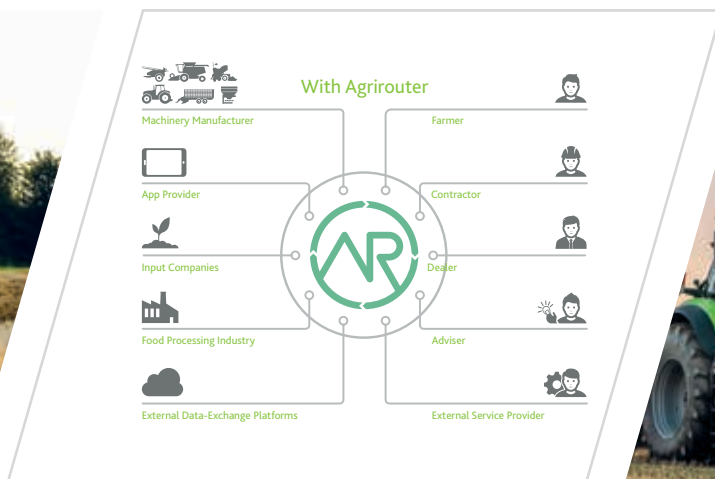 With Agrirouter
Machinery Manufacturer
Farmer
App Provider
Contractor
AR
Input Companies
Dealer
Food Processing Industry
Adviser
External Data-Exchange Platforms
External Service Provider